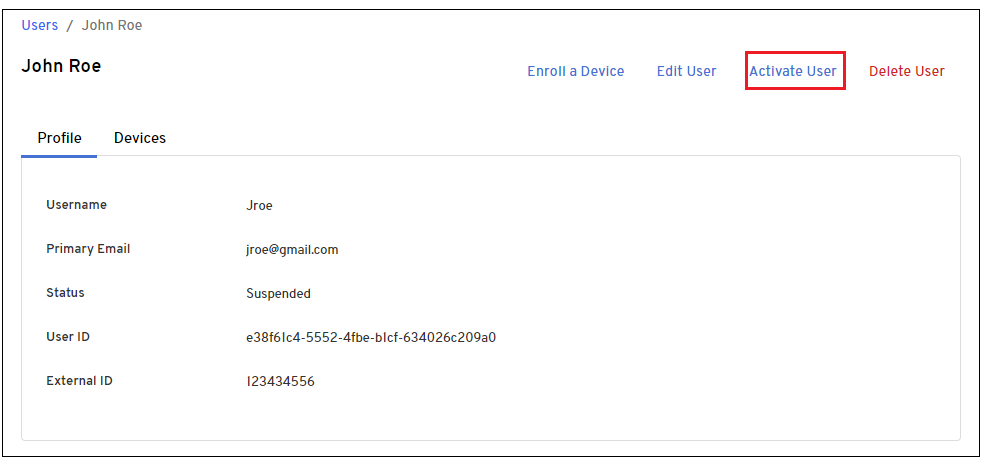 Users / John Roe
John Roe
Enroll a Device Edit User Activate User Delete User
Profile Devices
Username Jroe
Primary Email jroe@gmail.com
Status Suspended
User ID e38f61c4-5552-4fbe-b1cf-634026c209a0
External ID 123434556